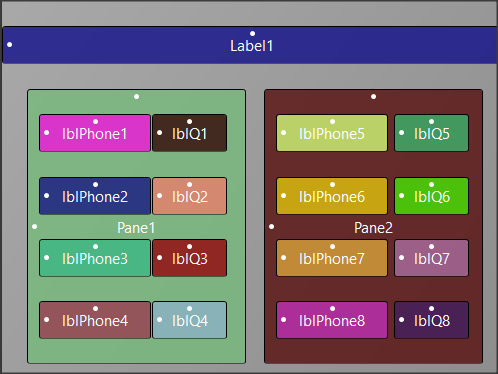 Label1
lblPhone1 lblQ1
lblPhone2 lblQ2
Pane1
lblPhone3 lblQ3
lblPhone4 lblQ4
lblPhone5 lblQ5
lblPhone6 lblQ6
Pane2
lblPhone7 lblQ7
lblPhone8 lblQ8